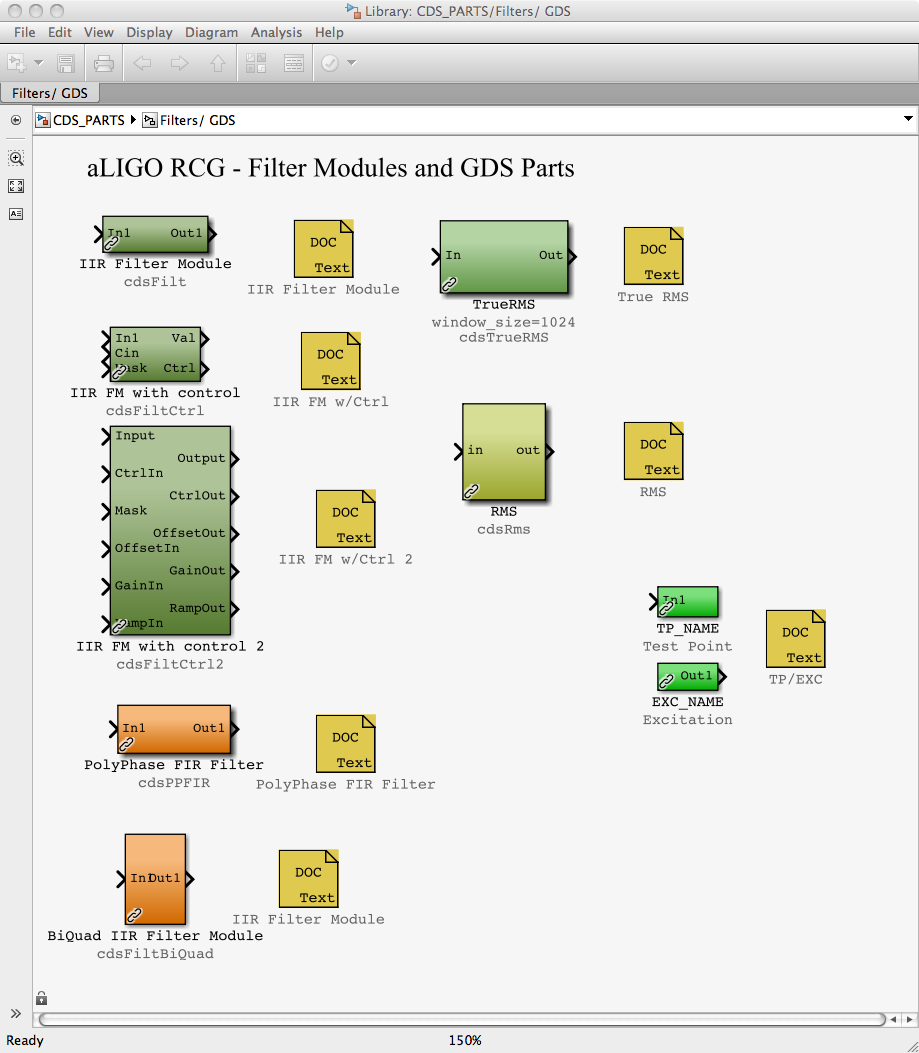 Library: CDS_PARTS/Filters/ GDS
File Edit View Display Diagram Analysis Help
Filters/ GDS
CDS_PARTS Filters/ GDS
aLIGO RCG - Filter Modules and GDS Parts
In1 Out1
IIR Filter Module
cdsFilt
DOC
Text
IIR Filter Module
In Out
TrueRMS
window_size=1024
cdsTrueRMS
DOC
Text
True RMS
In1 Val
Cin
Mask Ctrl
IIR FM with control
cdsFiltCtrl
DOC
Text
IIR FM w/Ctrl
in out
RMS
cdsRms
DOC
Text
RMS
Input
Output
CtrlIn
CtrlOut
Mask
OffsetOut
OffsetIn
GainOut
GainIn
RampOut
RampIn
IIR FM with control 2
cdsFiltCtrl2
DOC
Text
IIR FM w/Ctrl 2
In1
TP_NAME
Test Point
Out1
EXC_NAME
Excitation
DOC
Text
TP/EXC
In1 Out1
PolyPhase FIR Filter
cdsPPFIR
DOC
Text
PolyPhase FIR Filter
In1 Out1
BiQuad IIR Filter Module
cdsFiltBiQuad
DOC
Text
IIR Filter Module
Ready 150%